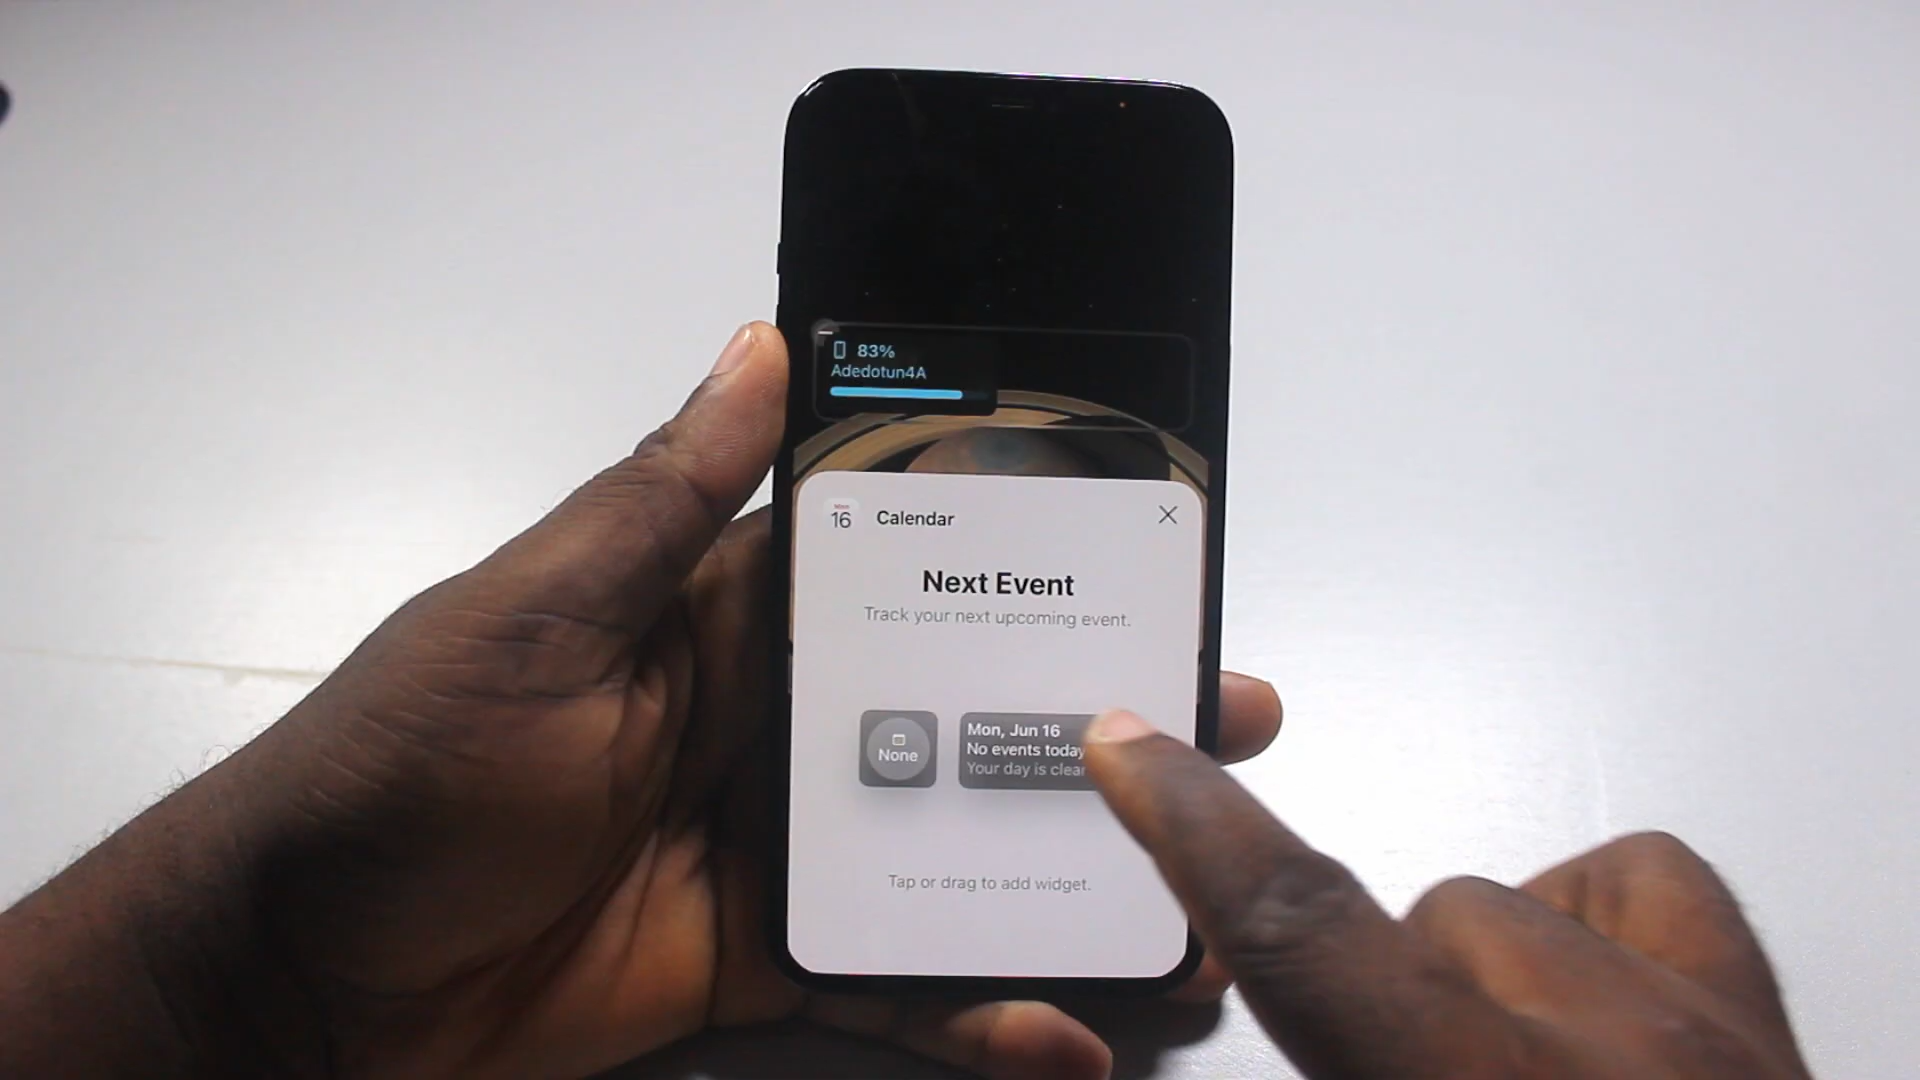 83%
Adedotun4A
16
Calendar
Next Event
Track your next upcoming event.
None
Mon, Jun 16
No events today
Your day is clear
Tap or drag to add widget.